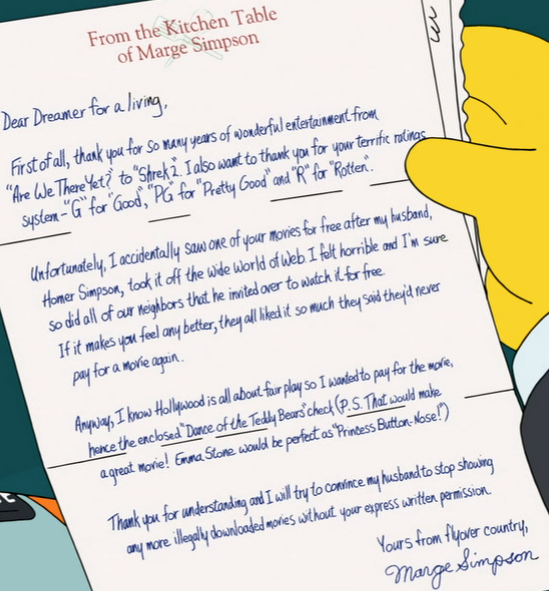 From the Kitchen Table
of Marge Simpson
Dear Dreamer for a living,
First of all, thank you for so many years of wonderful entertainment from
"Are We There Yet?" to "Shrek 2. I also want to thank you for your terrific ratings
system-"G" for "Good, "PG" for "Pretty Good" and "R" for "Rotten".
Unfortunately, I accidentally saw one of your movies for free after my husband,
Homer Simpson, took it off the wide world of web I felt horrible and I'm sure
so did all of our neighbors that he invited over to watch it for free.
If it makes you feel any better, they all liked it so much they said they'd never
pay for a movie again.
Anyway, I know Hollywood is all about fair play so I wanted to pay for the movie,
hence the enclosed "Dance of the Teddy Bears" check (P.S. That would make
a great movie! Emma Stone would be perfect as "Princess Button-Nose!")
Thank you for understanding and I will try to convince my husband to stop showing
any more illegally downloaded movies without your express written permission.
Yours from flyover country,
Marge Simpson